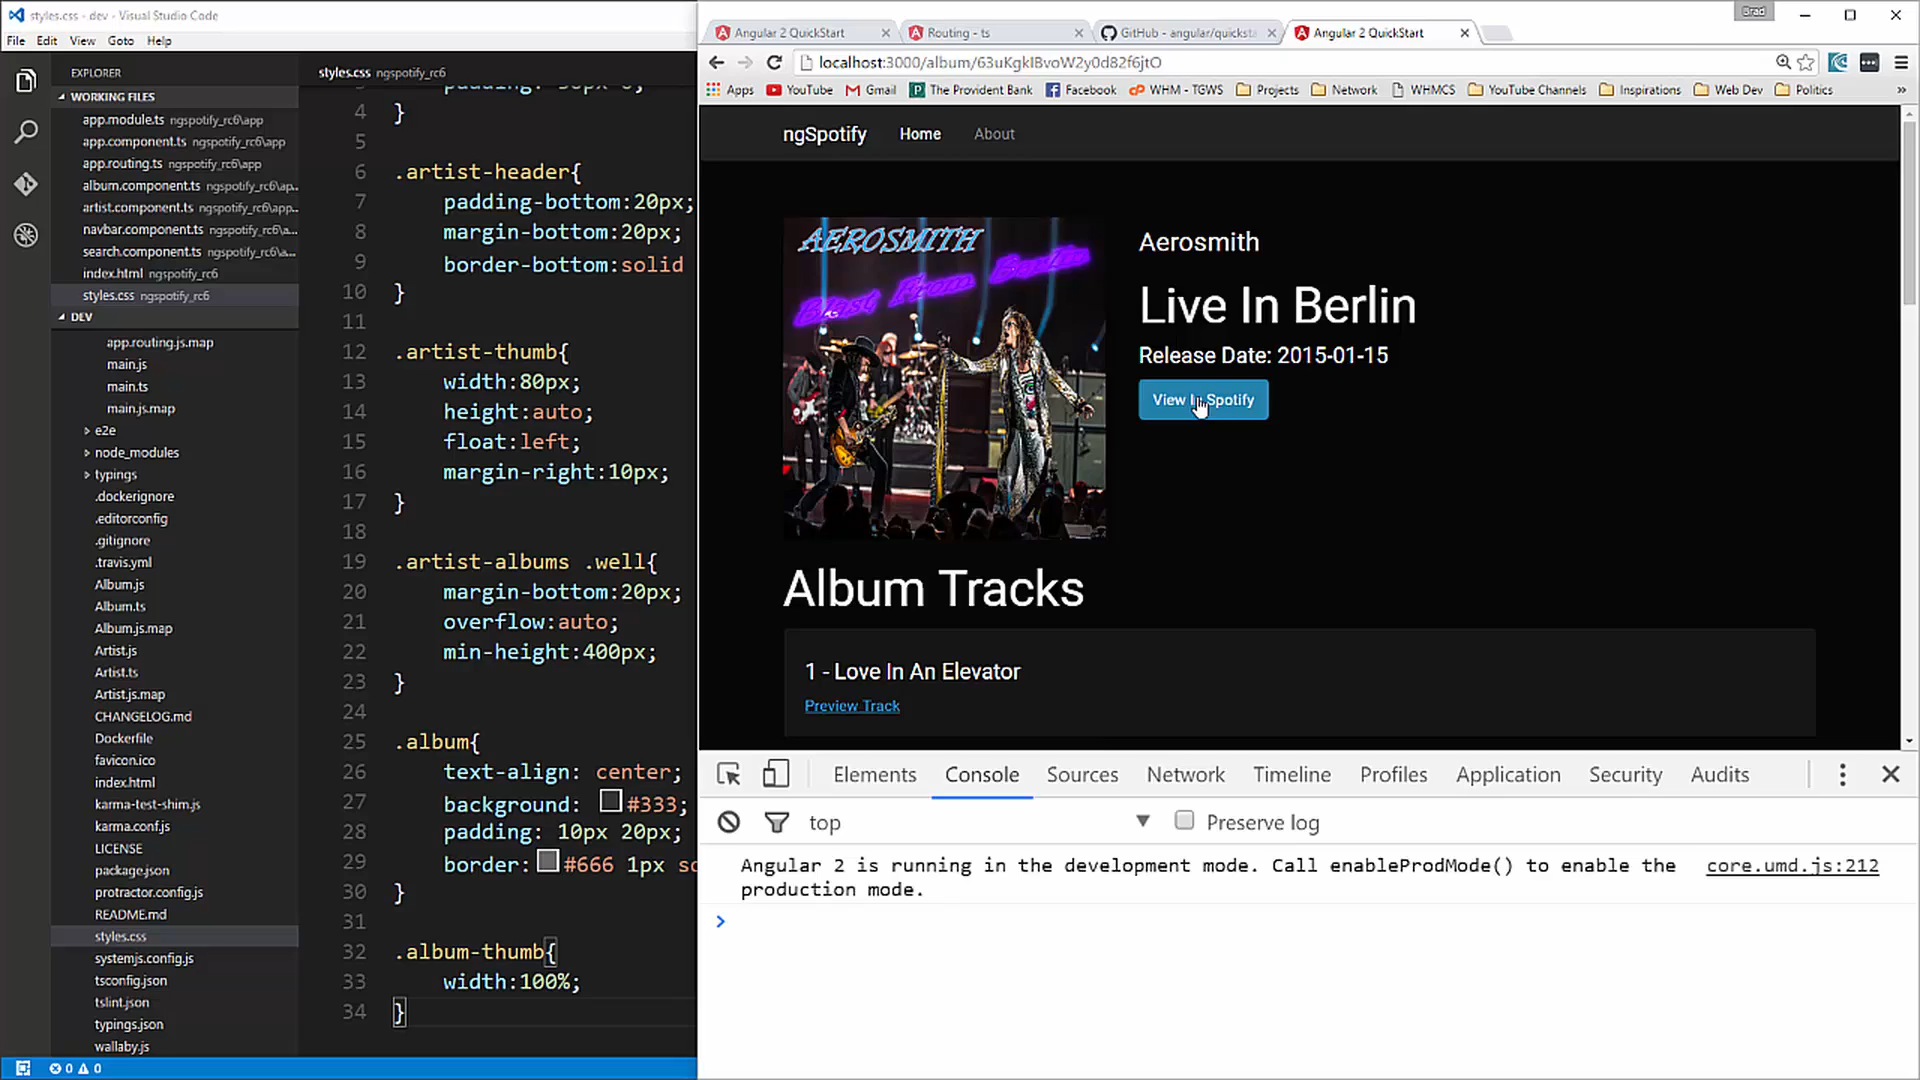 styles.css - dev - Visual Studio Code
File Edit View Goto Help
EXPLORER
WORKING FILES
app.module.ts ngspotify_rc6\app
app.component.ts ngspotify_rc6\app
app.routing.ts ngspotify_rc6\app
album.component.ts ngspotify_rc6\ap...
artist.component.ts ngspotify_rc6\ap...
navbar.component.ts ngspotify_rc6\a...
search.component.ts ngspotify_rc6\a...
index.html ngspotify_rc6
styles.css ngspotify_rc6
DEV
app.routing.js.map
main.js
main.ts
main.js.map
e2e
node_modules
typings
.dockerignore
.editorconfig
.gitignore
.travis.yml
Album.js
Album.ts
Album.js.map
Artist.js
Artist.ts
Artist.js.map
CHANGELOG.md
Dockerfile
favicon.ico
index.html
karma-test-shim.js
karma.conf.js
LICENSE
package.json
protractor.config.js
README.md
styles.css
systemjs.config.js
tsconfig.json
tslint.json
typings.json
wallaby.js
0 0
styles.css ngspotify_rc6
4 }
5
6 .artist-header{
7 padding-bottom:20px;
8 margin-bottom:20px;
9 border-bottom:solid
10 }
11
12 .artist-thumb{
13 width:80px;
14 height:auto;
15 float:left;
16 margin-right:10px;
17 }
18
19 .artist-albums .well{
20 margin-bottom:20px;
21 overflow:auto;
22 min-height:400px;
23 }
24
25 .album{
26 text-align: center;
27 background: #333;
28 padding: 10px 20px;
29 border: #666 1px so
30 }
31
32 .album-thumb{
33 width:100%;
34 }
Brad
Angular 2 QuickStart
Routing - ts
GitHub - angular/quicksta
Angular 2 QuickStart
localhost:3000/album/63uKgklBvoW2y0d82f6jtO
Apps YouTube Gmail The Provident Bank Facebook WHM - TGWS Projects Network WHMCS YouTube Channels Inspirations Web Dev Politics »
ngSpotify Home About
AEROSMITH
Blast From Berlin
Aerosmith
Live In Berlin
Release Date: 2015-01-15
View In Spotify
Album Tracks
1 - Love In An Elevator
Preview Track
Elements Console Sources Network Timeline Profiles Application Security Audits
top Preserve log
Angular 2 is running in the development mode. Call enableProdMode() to enable the core.umd.js:212
production mode.